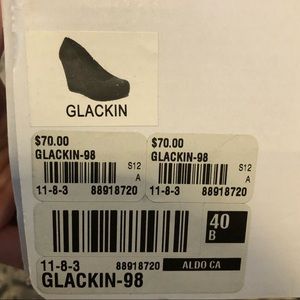 GLACKIN
$70.00
GLACKIN-98
S12
A
11-8-3 88918720
$70.00
GLACKIN-98
S12
A
11-8-3 88918720
40
B
11-8-3 88918720 ALDO CA
GLACKIN-98